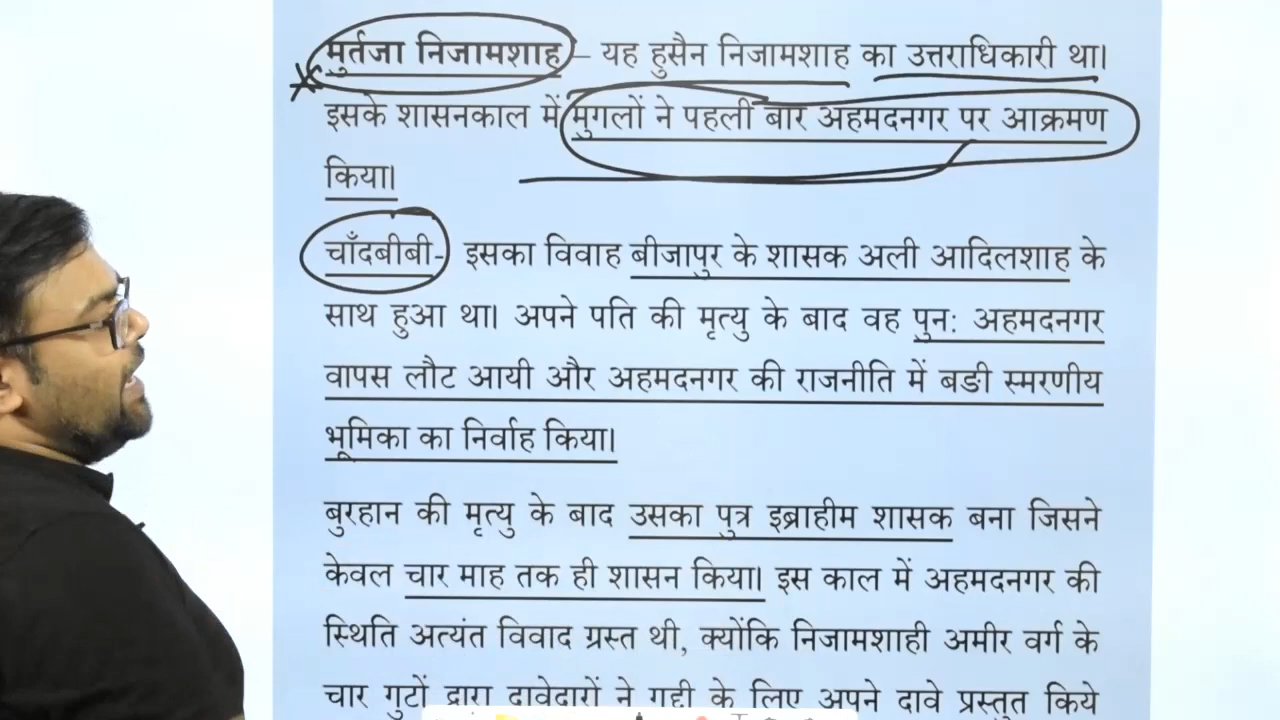 मुर्तजा निजामशाह – यह हुसैन निजामशाह का उत्तराधिकारी था।
इसके शासनकाल में मुगलों ने पहली बार अहमदनगर पर आक्रमण
किया।
चाँदबीबी- इसका विवाह बीजापुर के शासक अली आदिलशाह के
साथ हुआ था। अपने पति की मृत्यु के बाद वह पुनः अहमदनगर
वापस लौट आयी और अहमदनगर की राजनीति में बङी स्मरणीय
भूमिका का निर्वाह किया।
बुरहान की मृत्यु के बाद उसका पुत्र इब्राहीम शासक बना जिसने
केवल चार माह तक ही शासन किया। इस काल में अहमदनगर की
स्थिति अत्यंत विवाद ग्रस्त थी, क्योंकि निजामशाही अमीर वर्ग के
चार गुटों द्वारा दावेदारों ने गद्दी के लिए अपने दावे प्रस्तुत किये